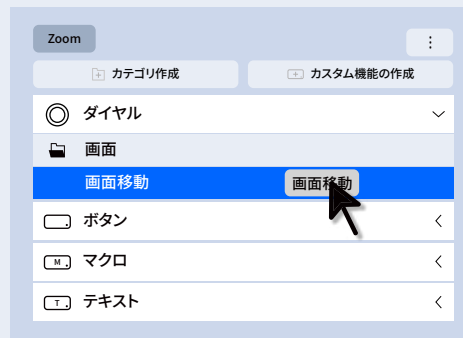 Zoom
カテゴリ作成
カスタム機能の作成
ダイヤル
画面
画面移動
画面移動
ボタン
M
マクロ
T
テキスト